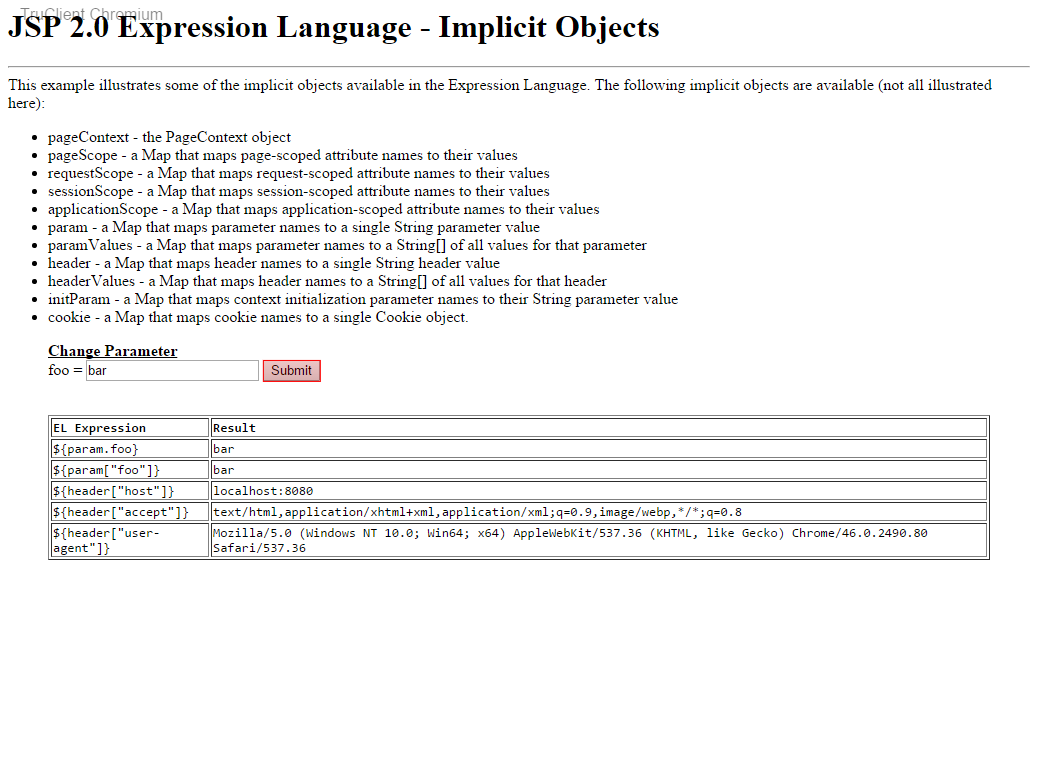 TruClient Chromium
JSP 2.0 Expression Language - Implicit Objects
This example illustrates some of the implicit objects available in the Expression Language. The following implicit objects are available (not all illustrated
here):
pageContext - the PageContext object
pageScope - a Map that maps page-scoped attribute names to their values
requestScope - a Map that maps request-scoped attribute names to their values
sessionScope - a Map that maps session-scoped attribute names to their values
applicationScope - a Map that maps application-scoped attribute names to their values
param - a Map that maps parameter names to a single String parameter value
paramValues - a Map that maps parameter names to a String[] of all values for that parameter
header - a Map that maps header names to a single String header value
headerValues - a Map that maps header names to a String[] of all values for that header
initParam - a Map that maps context initialization parameter names to their String parameter value
cookie - a Map that maps cookie names to a single Cookie object.
Change Parameter
foo = bar Submit
EL Expression Result
${param.foo} bar
${param["foo"]} bar
${header["host"]} localhost:8080
${header["accept"]} text/html,application/xhtml+xml,application/xml;q=0.9,image/webp,*/*;q=0.8
${header["user- Mozilla/5.0 (Windows NT 10.0; Win64; x64) AppleWebKit/537.36 (KHTML, like Gecko) Chrome/46.0.2490.80
agent"]} Safari/537.36